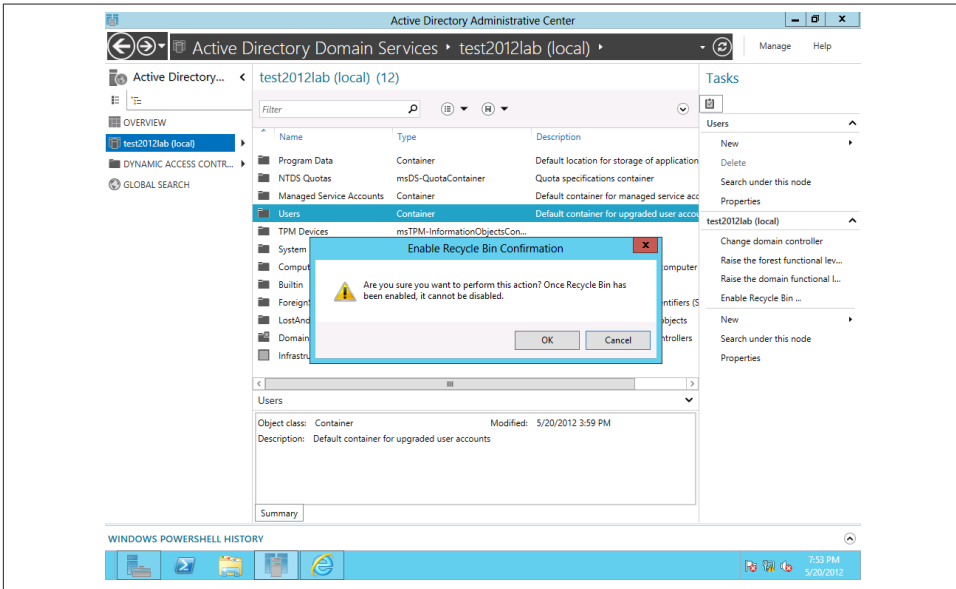 Active Directory Administrative Center
Active Directory Domain Services • test2012lab (local) •
Manage Help
Active Directory...
OVERVIEW
test2012lab (local)
DYNAMIC ACCESS CONTR...
GLOBAL SEARCH
test2012lab (local) (12)
Filter
Name Type Description
Program Data Container Default location for storage of application
NTDS Quotas msDS-QuotaContainer Quota specifications container
Managed Service Accounts Container Default container for managed service acc
Users Container Default container for upgraded user accou
TPM Devices msTPM-InformationObjectsCon...
System
Comput computer
Builtin
Foreign ntifiers (S
LostAnd bjects
Domain ntrollers
Infrastru
Enable Recycle Bin Confirmation
x
Are you sure you want to perform this action? Once Recycle Bin has
been enabled, it cannot be disabled.
OK Cancel
Users
Object class: Container Modified: 5/20/2012 3:59 PM
Description: Default container for upgraded user accounts
Summary
Tasks
Users
New
Delete
Search under this node
Properties
test2012lab (local)
Change domain controller
Raise the forest functional lev...
Raise the domain functional l...
Enable Recycle Bin ...
New
Search under this node
Properties
WINDOWS POWERSHELL HISTORY
7:53 PM
5/20/2012